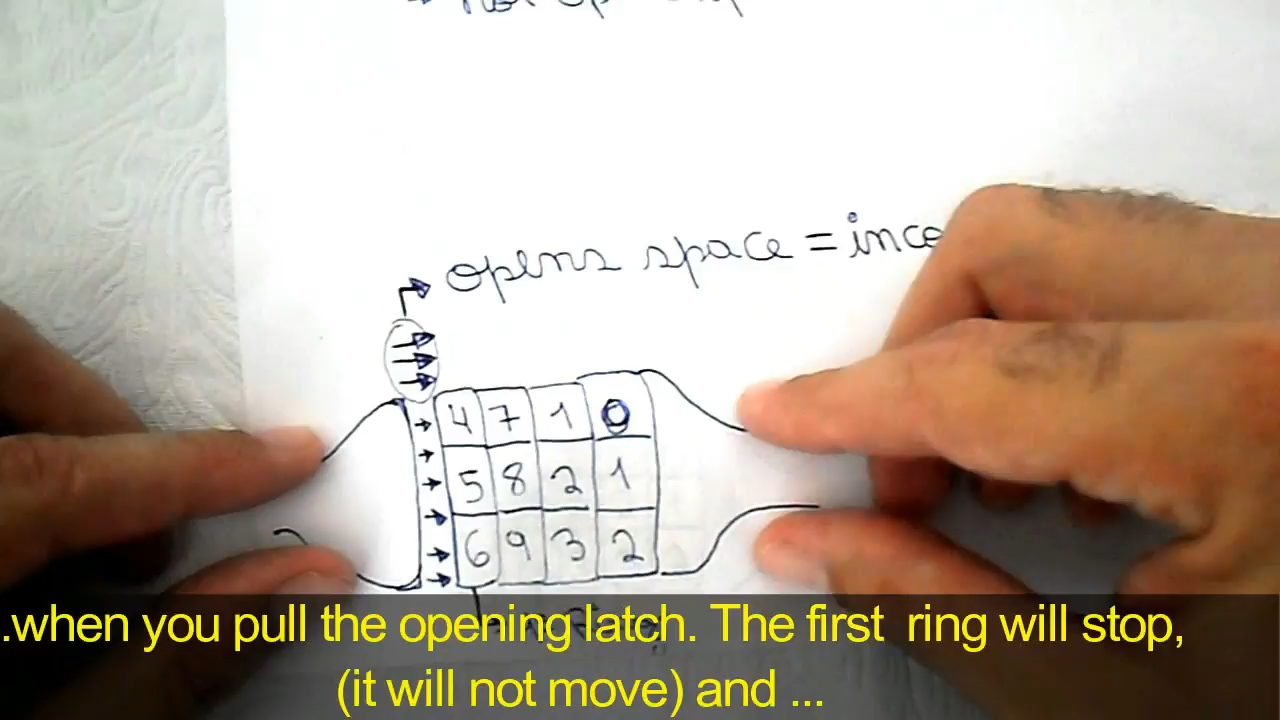 opens space = inco
4 7 1 0
5 8 2 1
6 9 3 2
.when you pull the opening latch. The first ring will stop,
(it will not move) and ...